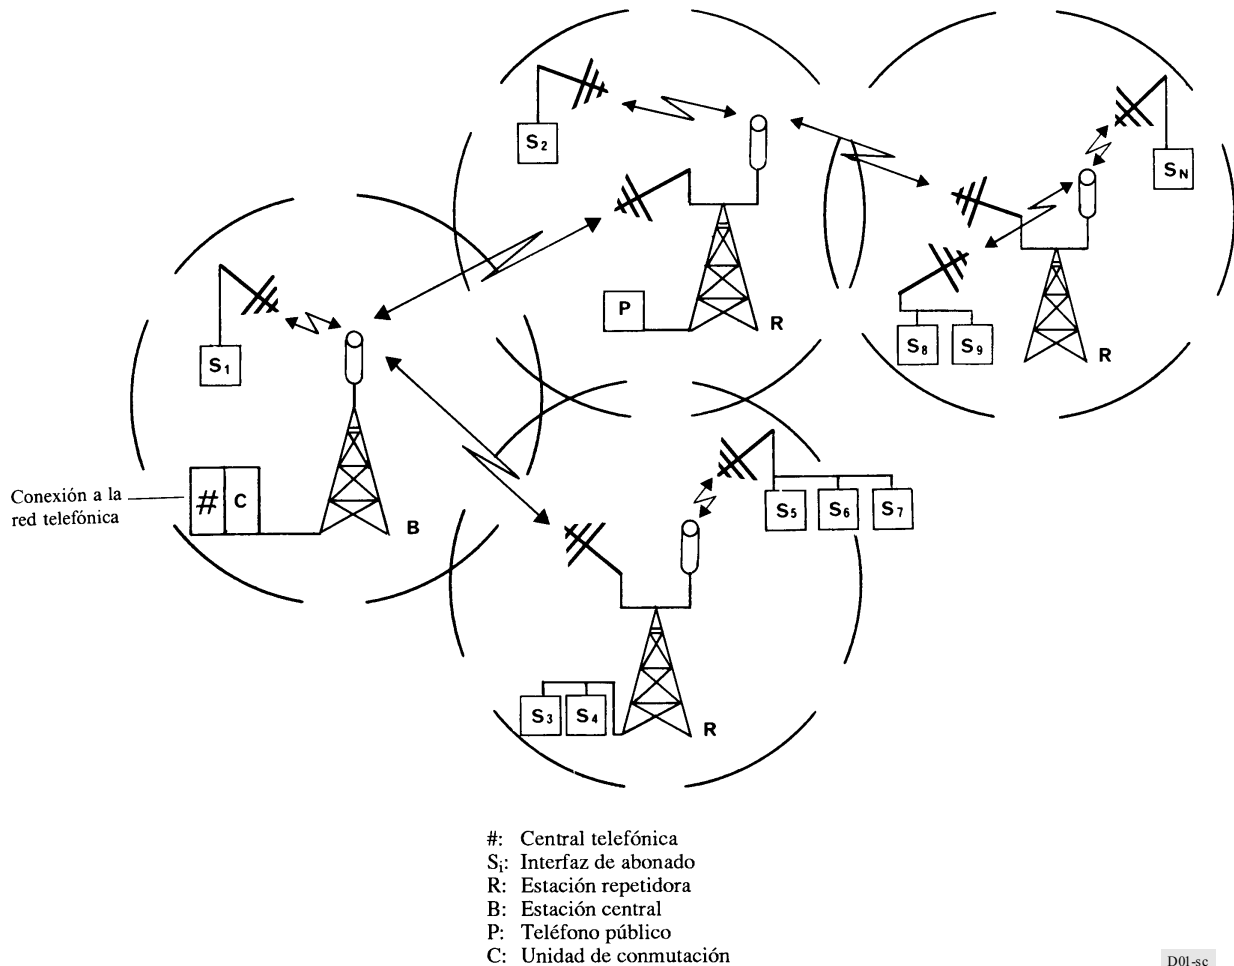 S2
SN
S1
P
R
S8 S9
R
Conexión a la
red telefónica
# C
B
S5 S6 S7
S3 S4
R
#: Central telefónica
Si: Interfaz de abonado
R: Estación repetidora
B: Estación central
P: Teléfono público
C: Unidad de conmutación
D01-sc